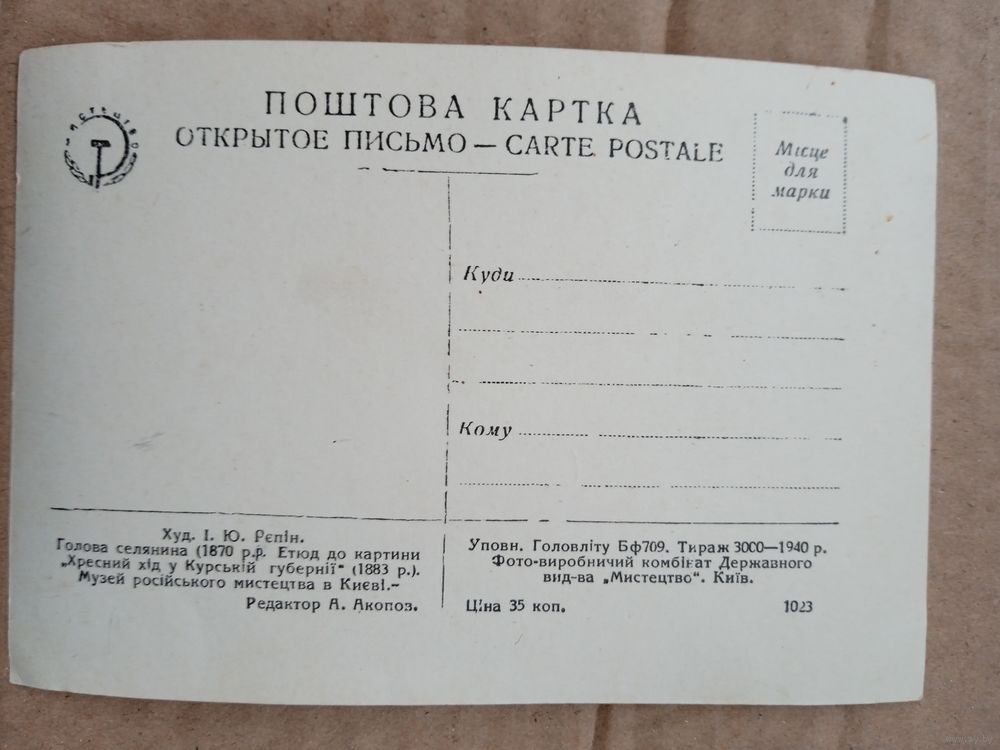 ПОШТОВА КАРТКА
ОТКРЫТОЕ ПИСЬМО — CARTE POSTALE
Місце
для
марки
Куди
Кому
Худ. І. Ю. Рєпін.
Голова селянина (1870 р.р. Етюд до картини
„Хресний хід у Курській губернії" (1883 р.).
Музей російського мистецтва в Києві.—
Редактор А. Акопоз.
Уповн. Головліту Бф709. Тираж 3000—1940 р.
Фото-виробничий комбінат Державного
вид-ва „Мистецтво". Київ.
Ціна 35 коп.
1023